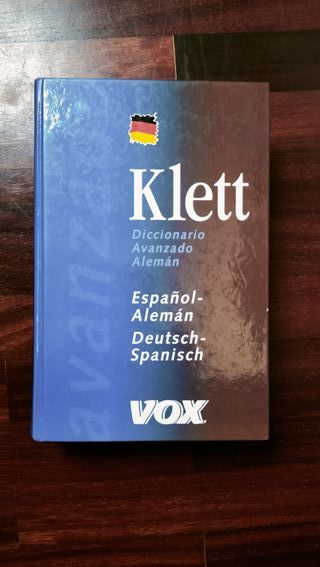 avanzado
Klett
Diccionario
Avanzado
Alemán
Español-
Alemán
Deutsch-
Spanisch
VOX